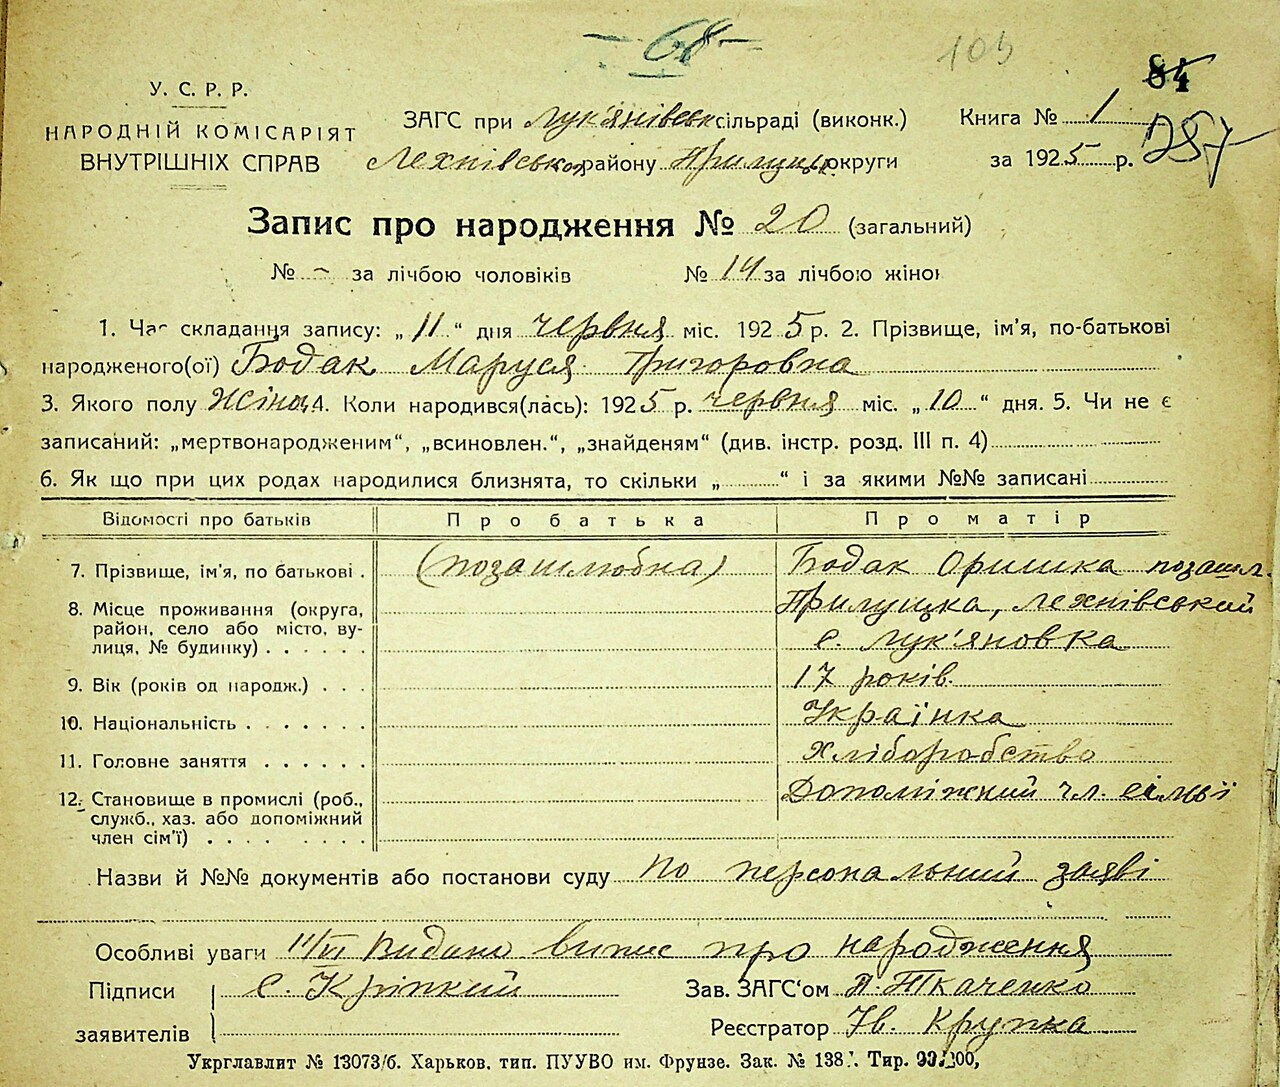 - 68 -
103
84
257
У. С. Р. Р.
НАРОДНІЙ КОМІСАРІЯТ
ВНУТРІШНІХ СПРАВ
ЗАГС при Лук'янівськ сільраді (виконк.)
Лехнівськом району Прилуцьк. округи
Книга № 1
за 1925 р.
Запис про народження № 20 (загальний)
№ - за лічбою чоловіків № 14 за лічбою жінок
1. Час складання запису: „11“ дня червня міс. 1925 р. 2. Прізвище, ім'я, по-батькові
народженого(ої) Бодак Маруся Григоровна
3. Якого полу жіноч. 4. Коли народився(лась): 1925 р. червня міс. „10“ дня. 5. Чи не є
записаний: „мертвонародженим“, „всиновлен.“, „знайденям“ (див. інстр. розд. III п. 4)
6. Як що при цих родах народилися близнята, то скільки „ “ і за якими №№ записані
Відомості про батьків Про батька Про матір
7. Прізвище, ім'я, по батькові . (позашлюбна) Бодак Оришка позашл.
8. Місце проживання (округа, Прилуцка, Лехнівський
район, село або місто, ву-
лиця, № будинку) . . . . . . с. Лук'яновка
9. Вік (років од народж.) . . . 17 років.
10. Національність . . . . . . . Українка
11. Головне заняття . . . . . . Хліборобство
12. Становище в промислі (роб., Допоміжний чл. сімьї
служб., хаз. або допоміжний
член сім'ї) . . . . . . . .
Назви й №№ документів або постанови суду по персональний заяві
Особливі уваги 11/VI Видано випис про народження
Підписи С. Кріпкий Зав. ЗАГС'ом Я. Ткаченко
заявителів Реєстратор Ів. Крупка
Укрглавлит № 13073/б. Харьков, тип. ПУУВО им. Фрунзе. Зак. № 138 Тир.